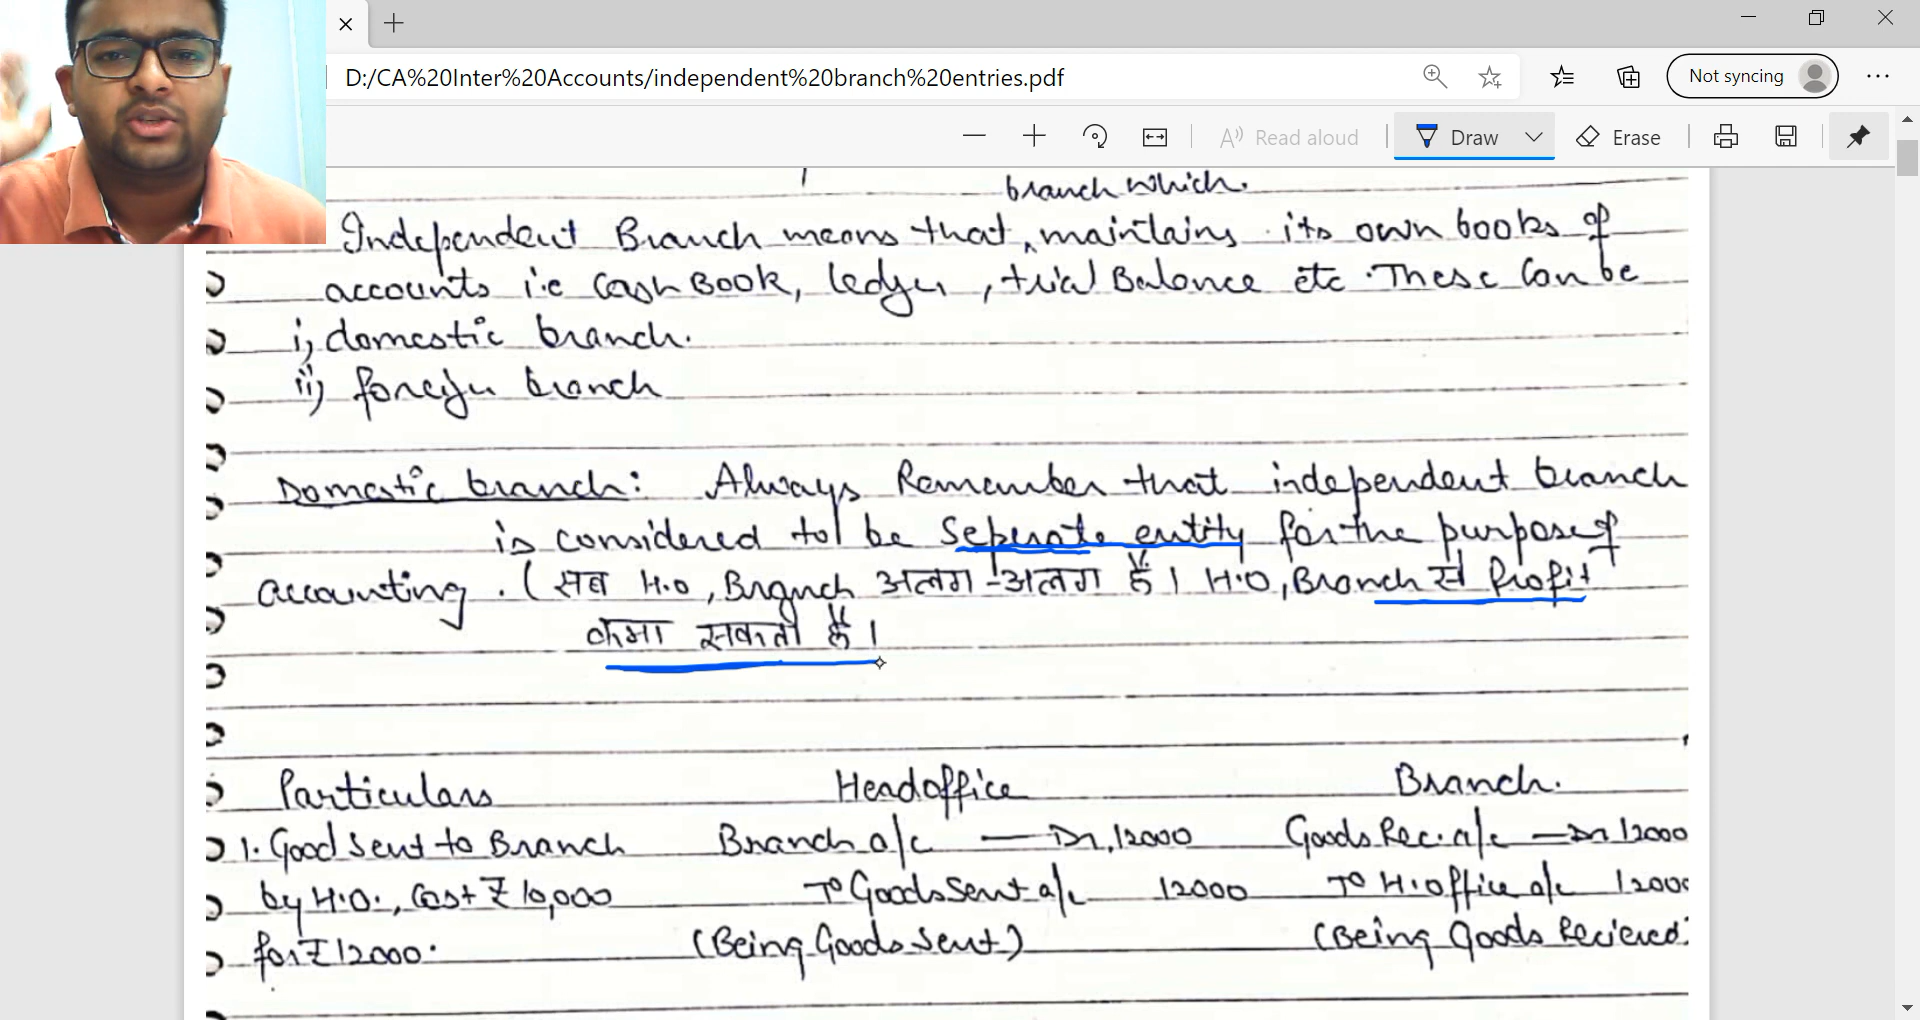 D:/CA%20Inter%20Accounts/independent%20branch%20entries.pdf
Not syncing
Read aloud
Draw
Erase
branch which.
Independent Branch means that maintains its own books of
accounts i.e Cash Book, ledger, trial Balance etc. These Can be
i) domestic branch.
ii) foreign branch
Domestic branch: Always Remember that independent branch
is considered to be seperate entity for the purpose of
accounting. (सब H.O, Branch अलग-अलग हैं। H.O, Branch से Profit
कमा सकती हैं।
Particulars Headoffice Branch.
1. Good sent to Branch Branch a/c — Dr. 12000 Goods Rec. a/c — Dr 12000
by H.O., Cost ₹ 10,000 To Goods Sent a/c 12000 To H.office a/c 12000
for ₹ 12000. (Being Goods Sent) (Being Goods Recieved.